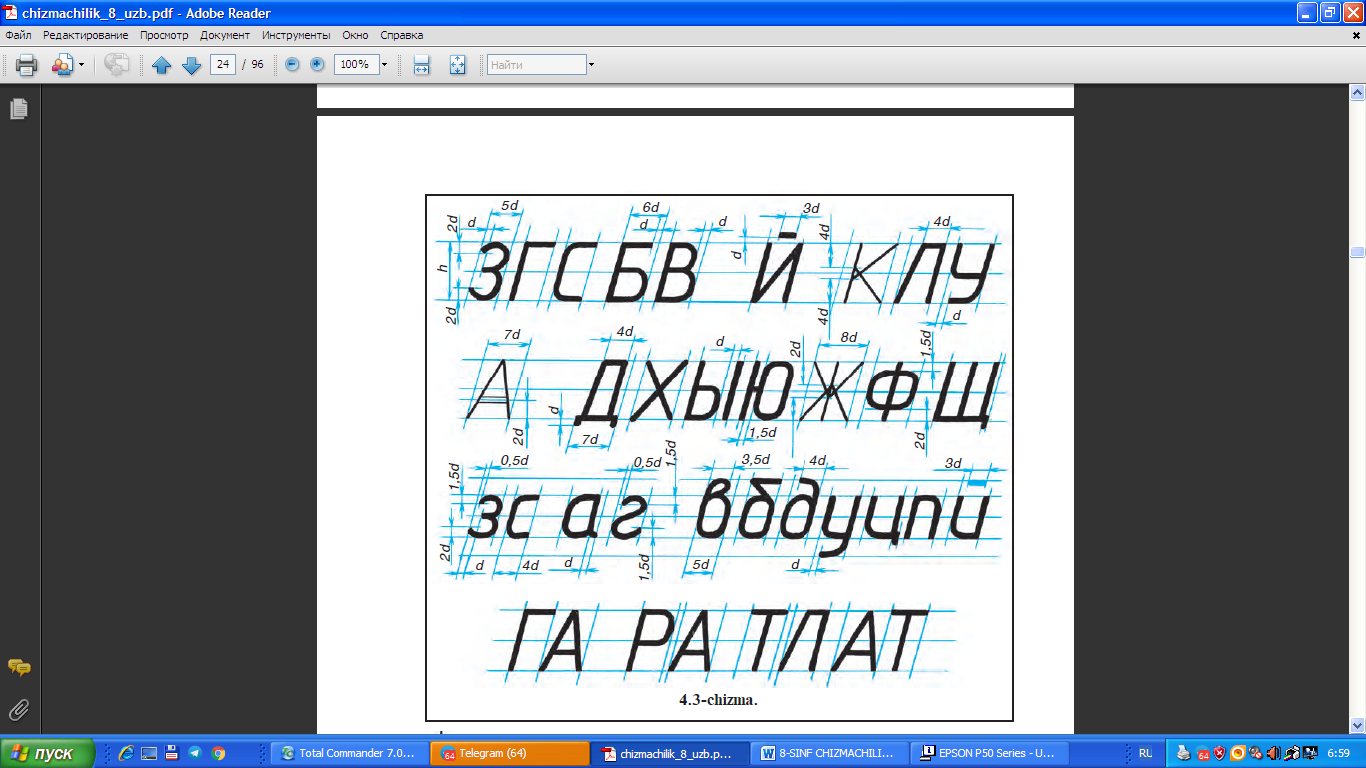 chizmachilik_8_uzb.pdf - Adobe Reader
Файл Редактирование Просмотр Документ Инструменты Окно Справка
24 / 96 100% Найти
5d 6d 3d 4d
2d d d d 4d
h d
ЗГСБВ Й КЛУ
2d 4d d
7d 4d d 2d 8d 1,5d
А ДХЫЮЖФЩ
d
2d 7d 1,5d 2d
1,5d 0,5d 0,5d 1,5d 3,5d 4d 3d
зс аг вбдуцпи
2d d 4d d 1,5d 5d d
ГА РА ТЛАТ
4.3-chizma.
пуск 64 Telegram (64) Total Commander 7.0... chizmachilik_8_uzb.p... 8-SINF CHIZMACHILI... EPSON P50 Series - U... RU 64 6:59